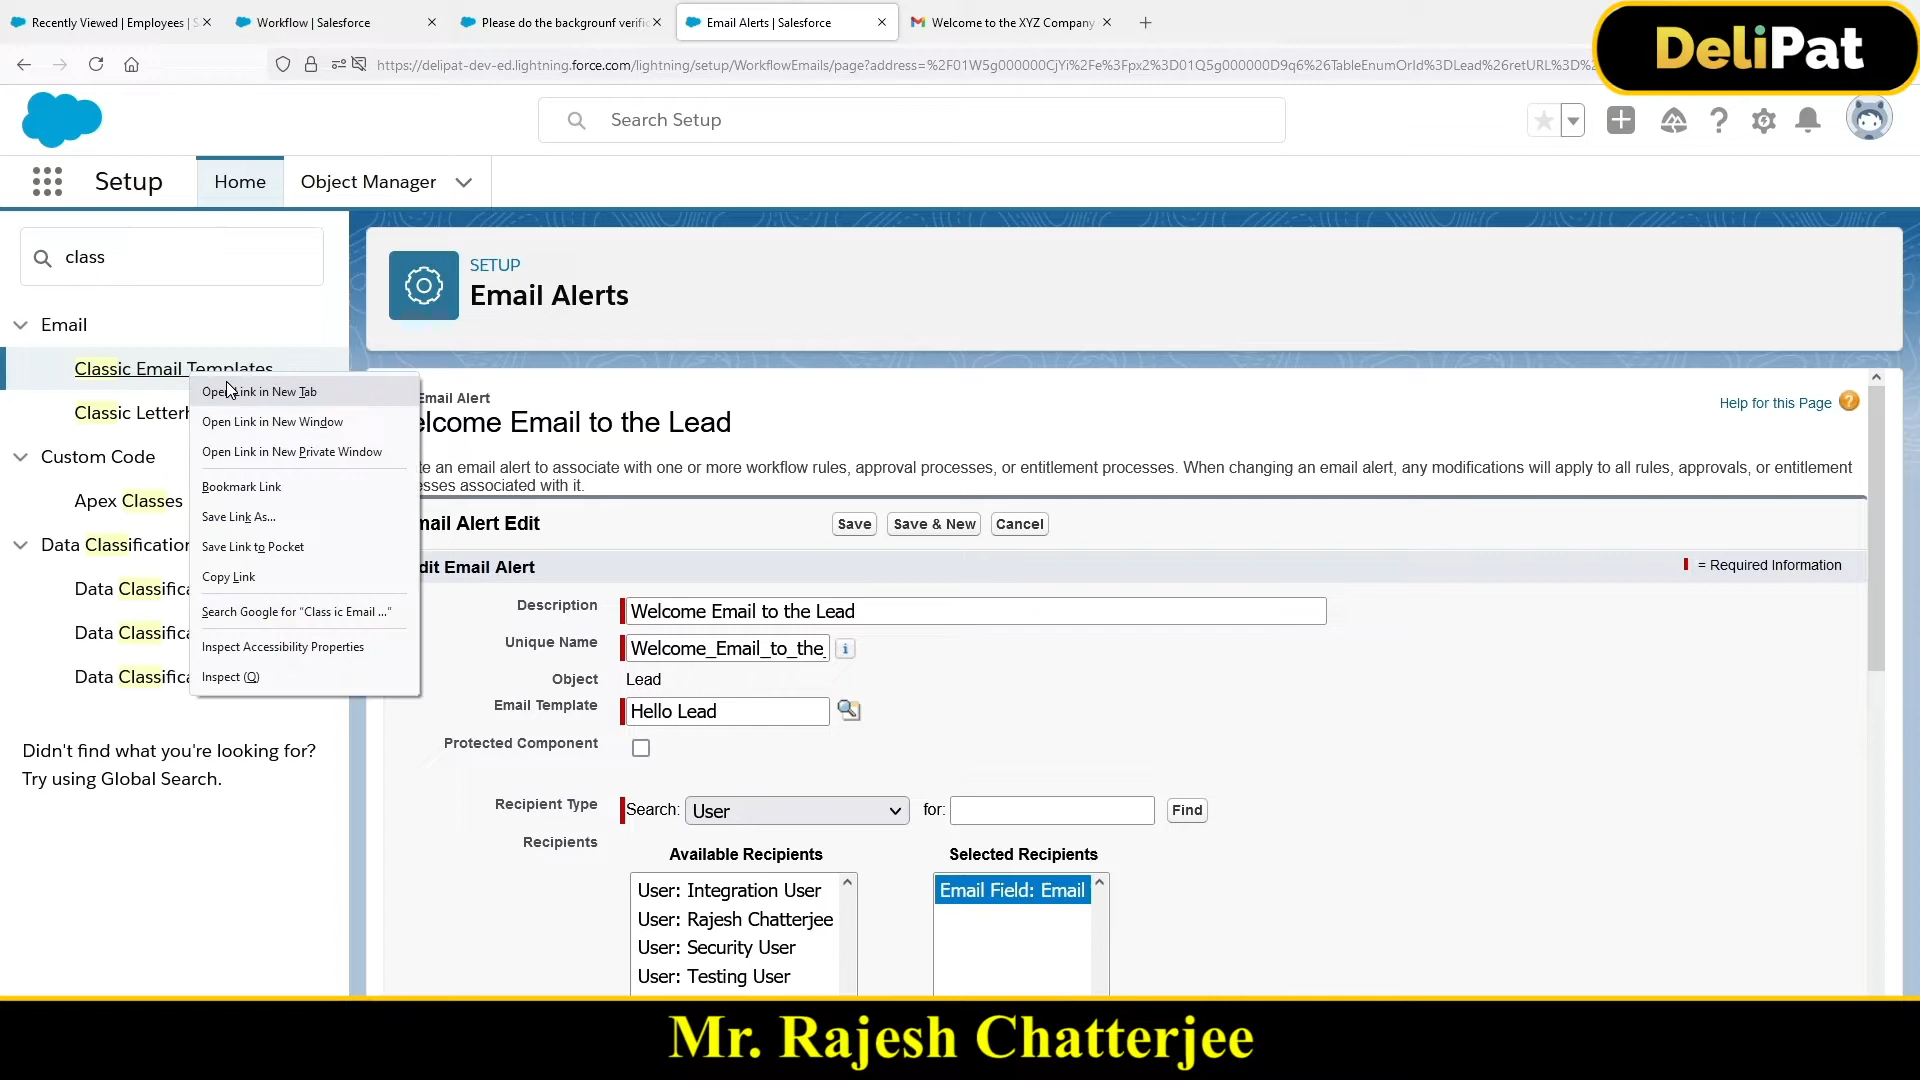 Recently Viewed | Employees | S
Workflow | Salesforce
Please do the backgrounf verific
Email Alerts | Salesforce
Welcome to the XYZ Company
https://delipat-dev-ed.lightning.force.com/lightning/setup/WorkflowEmails/page?address=%2F01W5g000000CjYi%2Fe%3Fpx2%3D01Q5g000000D9q6%26TableEnumOrId%3DLead%26retURL%3D%2
DeliPat
Search Setup
Setup
Home
Object Manager
class
SETUP
Email Alerts
Email
Classic Email Templates
Classic Letterh
Custom Code
Apex Classes
Data Classification
Data Classifica
Data Classifica
Data Classifica
Didn't find what you're looking for?
Try using Global Search.
Open Link in New Tab
Open Link in New Window
Open Link in New Private Window
Bookmark Link
Save Link As...
Save Link to Pocket
Copy Link
Search Google for "Class ic Email ..."
Inspect Accessibility Properties
Inspect (Q)
Email Alert
elcome Email to the Lead
Help for this Page
te an email alert to associate with one or more workflow rules, approval processes, or entitlement processes. When changing an email alert, any modifications will apply to all rules, approvals, or entitlement
esses associated with it.
mail Alert Edit
Save
Save & New
Cancel
dit Email Alert
= Required Information
Description
Welcome Email to the Lead
Unique Name
Welcome_Email_to_the_
Object
Lead
Email Template
Hello Lead
Protected Component
Recipient Type
Search: User
for:
Find
Recipients
Available Recipients
Selected Recipients
User: Integration User
User: Rajesh Chatterjee
User: Security User
User: Testing User
Email Field: Email
Mr. Rajesh Chatterjee